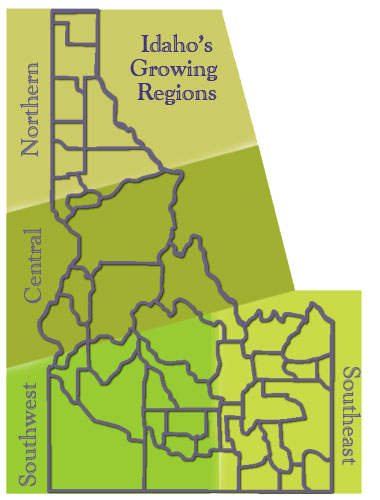 Idaho's
Growing
Regions
Northern
Central
Southwest
Southeast